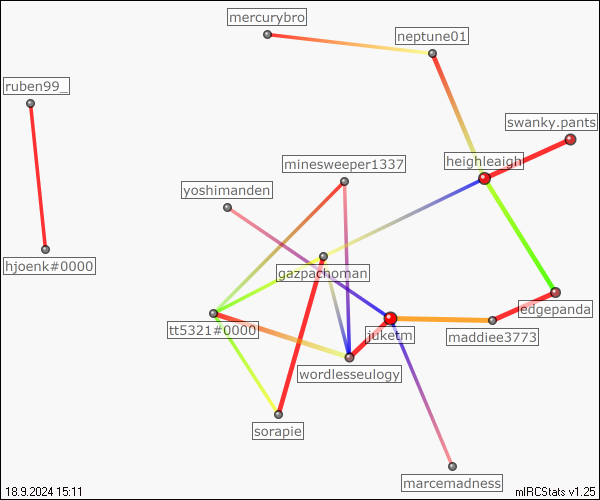 mercurybro
neptune01
ruben99_
swanky.pants
heighleaigh
minesweeper1337
yoshimanden
hjoenk#0000
gazpachoman
edgepanda
tt5321#0000
juketm
maddiee3773
wordlesseulogy
sorapie
marcemadness
18.9.2024 15:11
mIRCStats v1.25